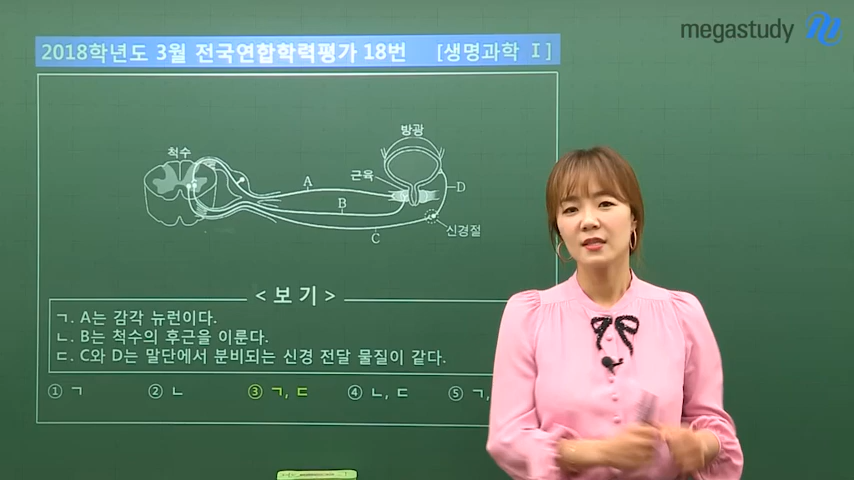 megastudy
2018학년도 3월 전국연합학력평가 18번 [생명과학 Ⅰ]
방광
척수
근육
A
D
B
신경절
C
< 보 기 >
ㄱ. A는 감각 뉴런이다.
ㄴ. B는 척수의 후근을 이룬다.
ㄷ. C와 D는 말단에서 분비되는 신경 전달 물질이 같다.
① ㄱ ② ㄴ ③ ㄱ, ㄷ ④ ㄴ, ㄷ ⑤ ㄱ,